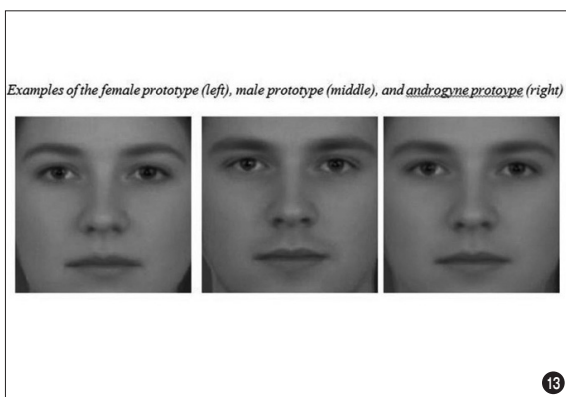 Examples of the female prototype (left), male prototype (middle), and androgyne protoype (right)
13